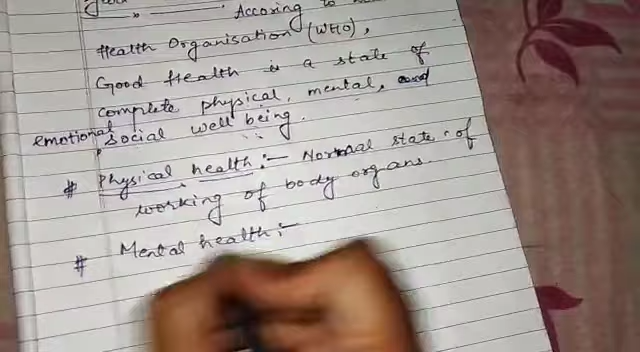 Accoring to
Health Organisation (WHO),
Good Health is a state of
complete physical, mental, and
emotional, social well being.
# Physical health :- Normal state of
working of body organs.
# Mental health :-